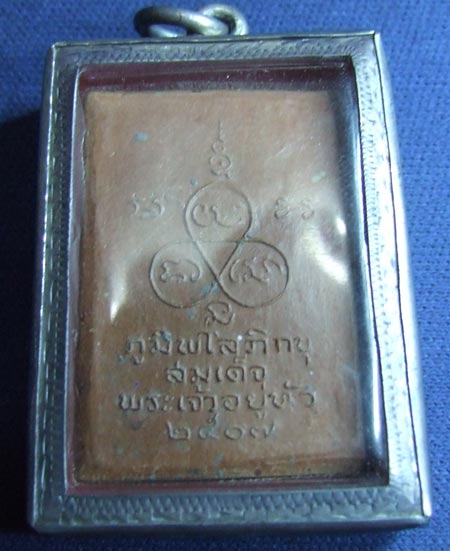 ภูมิพโลภิกขุ
สมเด็จ
พระเจ้าอยู่หัว
๒๕๐๗